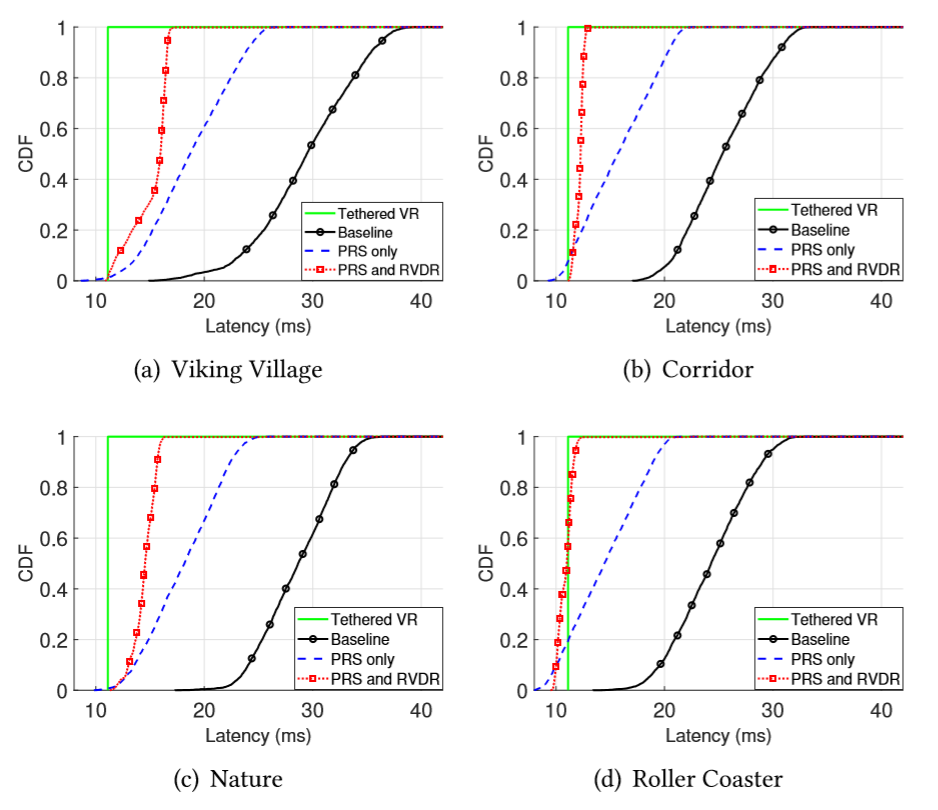 1
0.8
0.6
0.4
0.2
0
CDF
10 20 30 40
Latency (ms)
Tethered VR
Baseline
PRS only
PRS and RVDR
(a) Viking Village
1
0.8
0.6
0.4
0.2
0
CDF
10 20 30 40
Latency (ms)
Tethered VR
Baseline
PRS only
PRS and RVDR
(b) Corridor
1
0.8
0.6
0.4
0.2
0
CDF
10 20 30 40
Latency (ms)
Tethered VR
Baseline
PRS only
PRS and RVDR
(c) Nature
1
0.8
0.6
0.4
0.2
0
CDF
10 20 30 40
Latency (ms)
Tethered VR
Baseline
PRS only
PRS and RVDR
(d) Roller Coaster